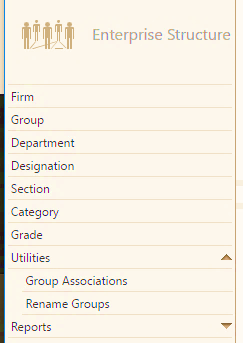 Enterprise Structure
Firm
Group
Department
Designation
Section
Category
Grade
Utilities
Group Associations
Rename Groups
Reports